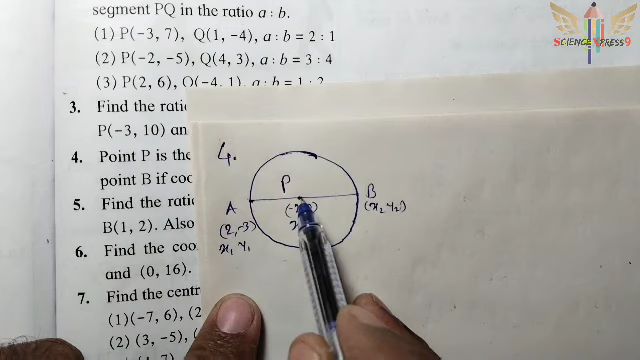 segment PQ in the ratio a : b.
(1) P(-3, 7), Q(1, -4), a : b = 2 : 1
(2) P(-2, -5), Q(4, 3), a : b = 3 : 4
(3) P(2, 6), Q(-4, 1), a : b = 1 : 2
3. Find the ratio
P(-3, 10) an
4. Point P is the
point B if coo
5. Find the ratio
B(1, 2). Also
6. Find the coo
and (0, 16).
7. Find the centr
(1)(-7, 6), (2
(2) (3, -5), (
SCIENCE XPRESS9
4.
P
A
B
(2,-3)
x₁ y₁
(x₂ y₂)